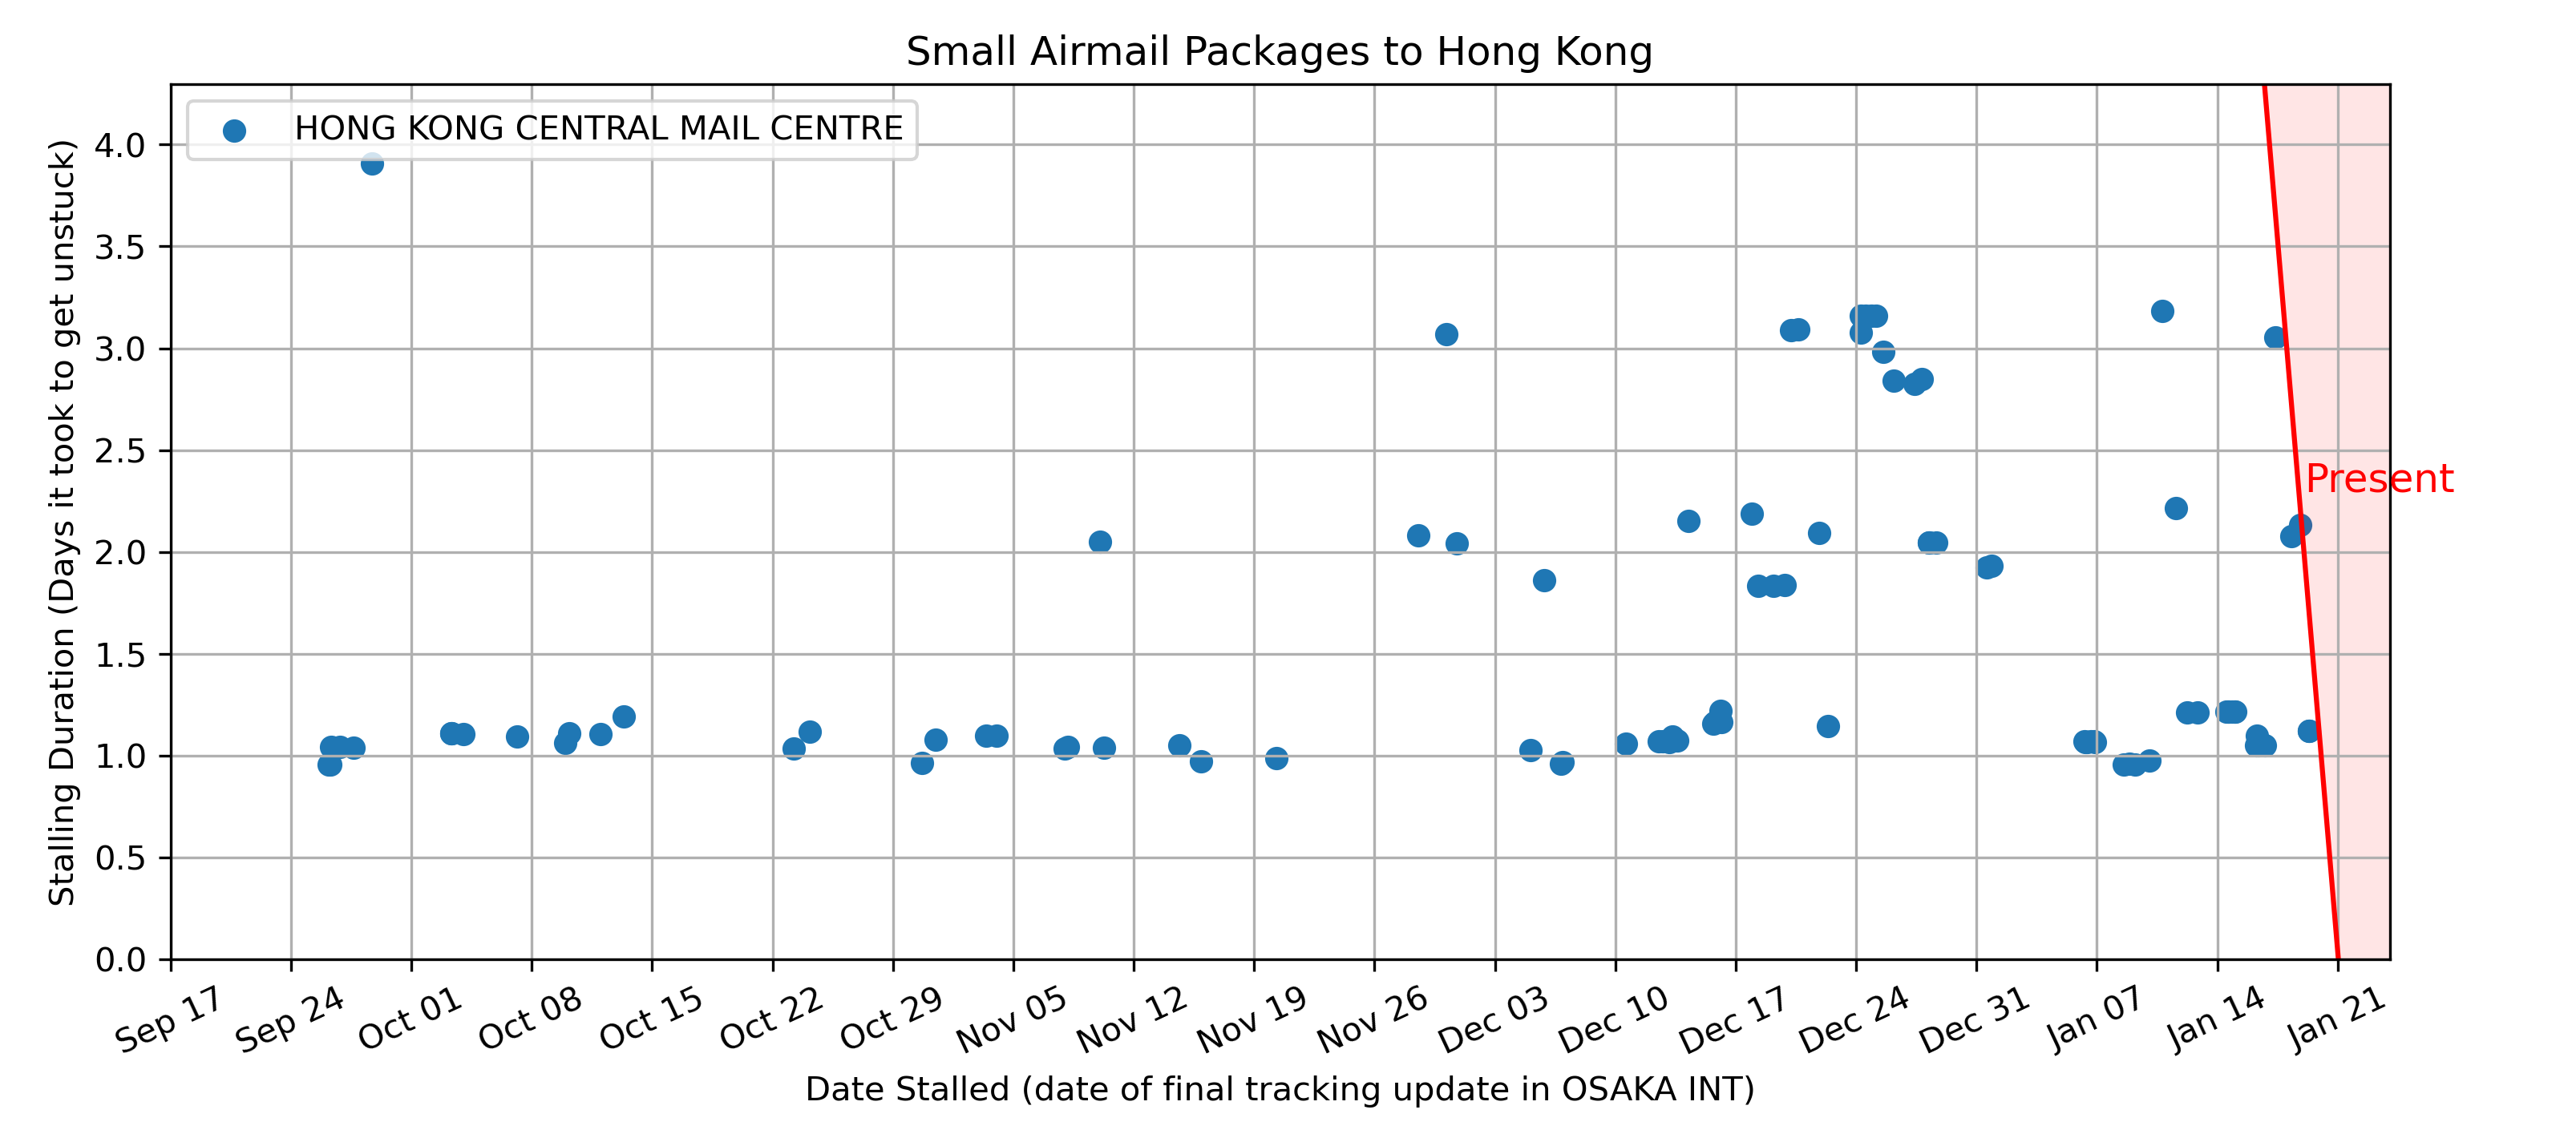 Small Airmail Packages to Hong Kong
HONG KONG CENTRAL MAIL CENTRE
Stalling Duration (Days it took to get unstuck)
4.0
3.5
3.0
2.5
2.0
1.5
1.0
0.5
0.0
Present
Sep 17 Sep 24 Oct 01 Oct 08 Oct 15 Oct 22 Oct 29 Nov 05 Nov 12 Nov 19 Nov 26 Dec 03 Dec 10 Dec 17 Dec 24 Dec 31 Jan 07 Jan 14 Jan 21
Date Stalled (date of final tracking update in OSAKA INT)